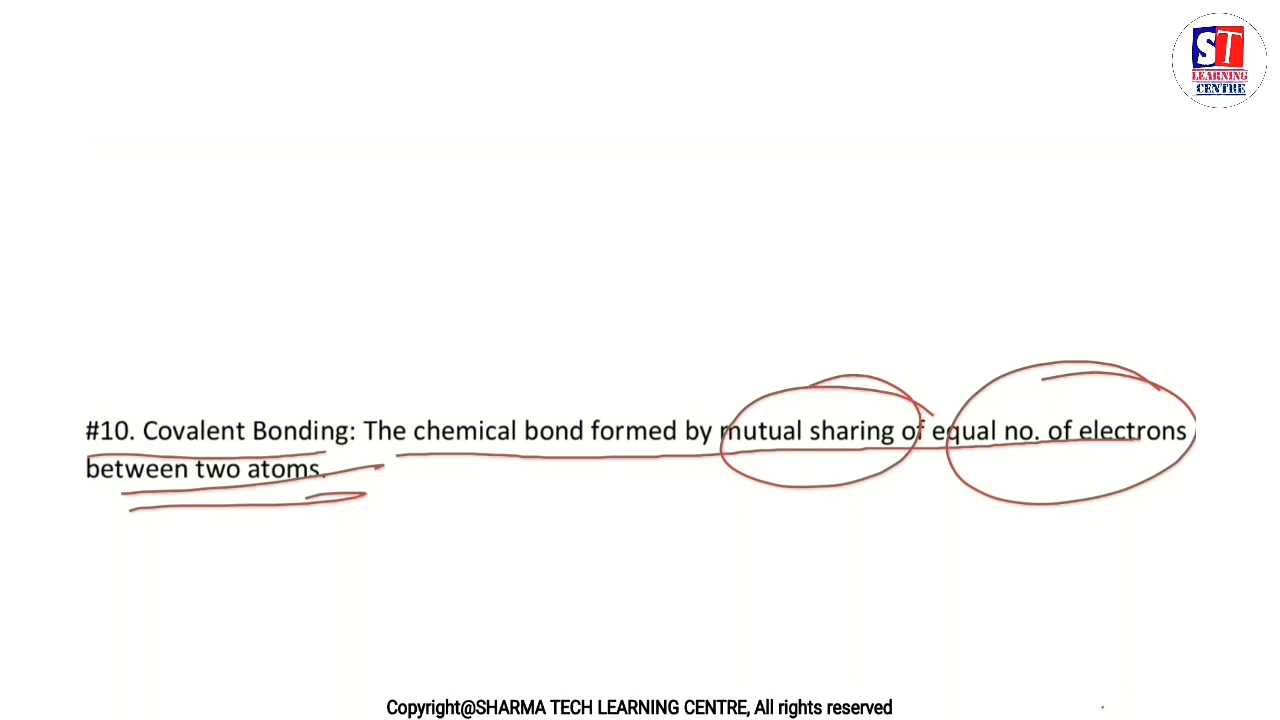 ST
LEARNING
CENTRE
#10. Covalent Bonding: The chemical bond formed by mutual sharing of equal no. of electrons
between two atoms.
Copyright@SHARMA TECH LEARNING CENTRE, All rights reserved